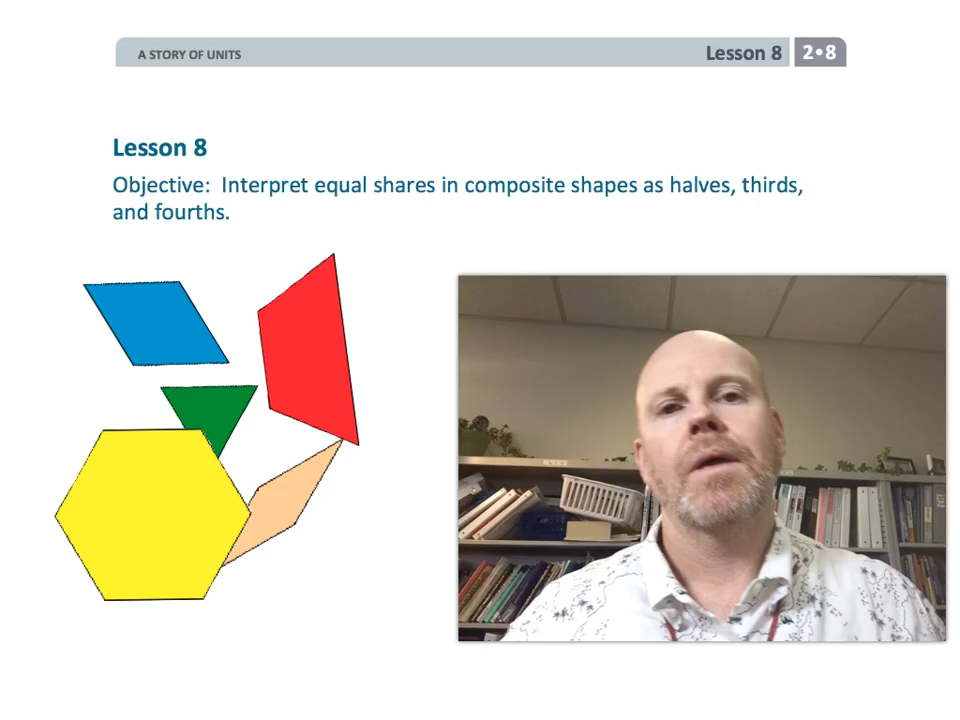 A STORY OF UNITS
Lesson 8
2•8
Lesson 8
Objective: Interpret equal shares in composite shapes as halves, thirds,
and fourths.